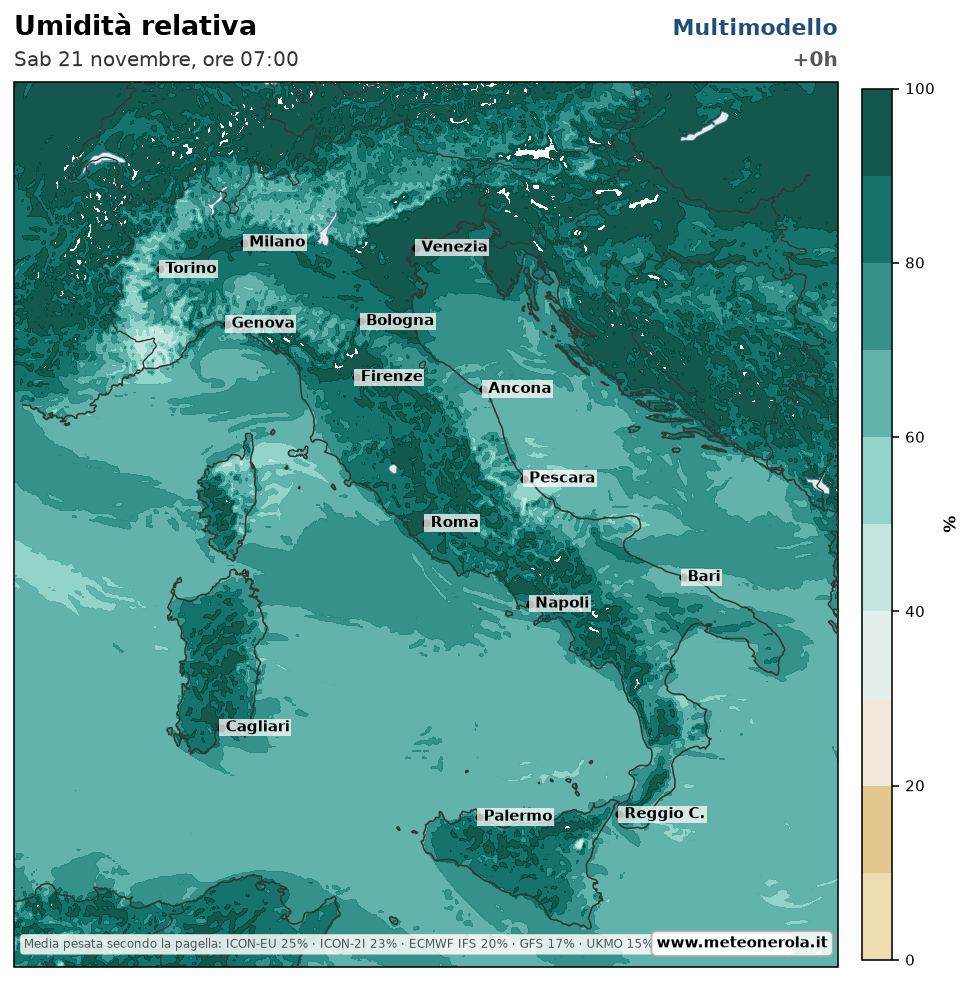 Umidità relativa
Multimodello
Sab 21 novembre, ore 07:00
+0h
100
80
60
40
20
0
%
Milano
Venezia
Torino
Genova
Bologna
Firenze
Ancona
Pescara
Roma
Bari
Napoli
Cagliari
Palermo
Reggio C.
Media pesata secondo la pagella: ICON-EU 25% · ICON-2I 23% · ECMWF IFS 20% · GFS 17% · UKMO 15%
www.meteonerola.it